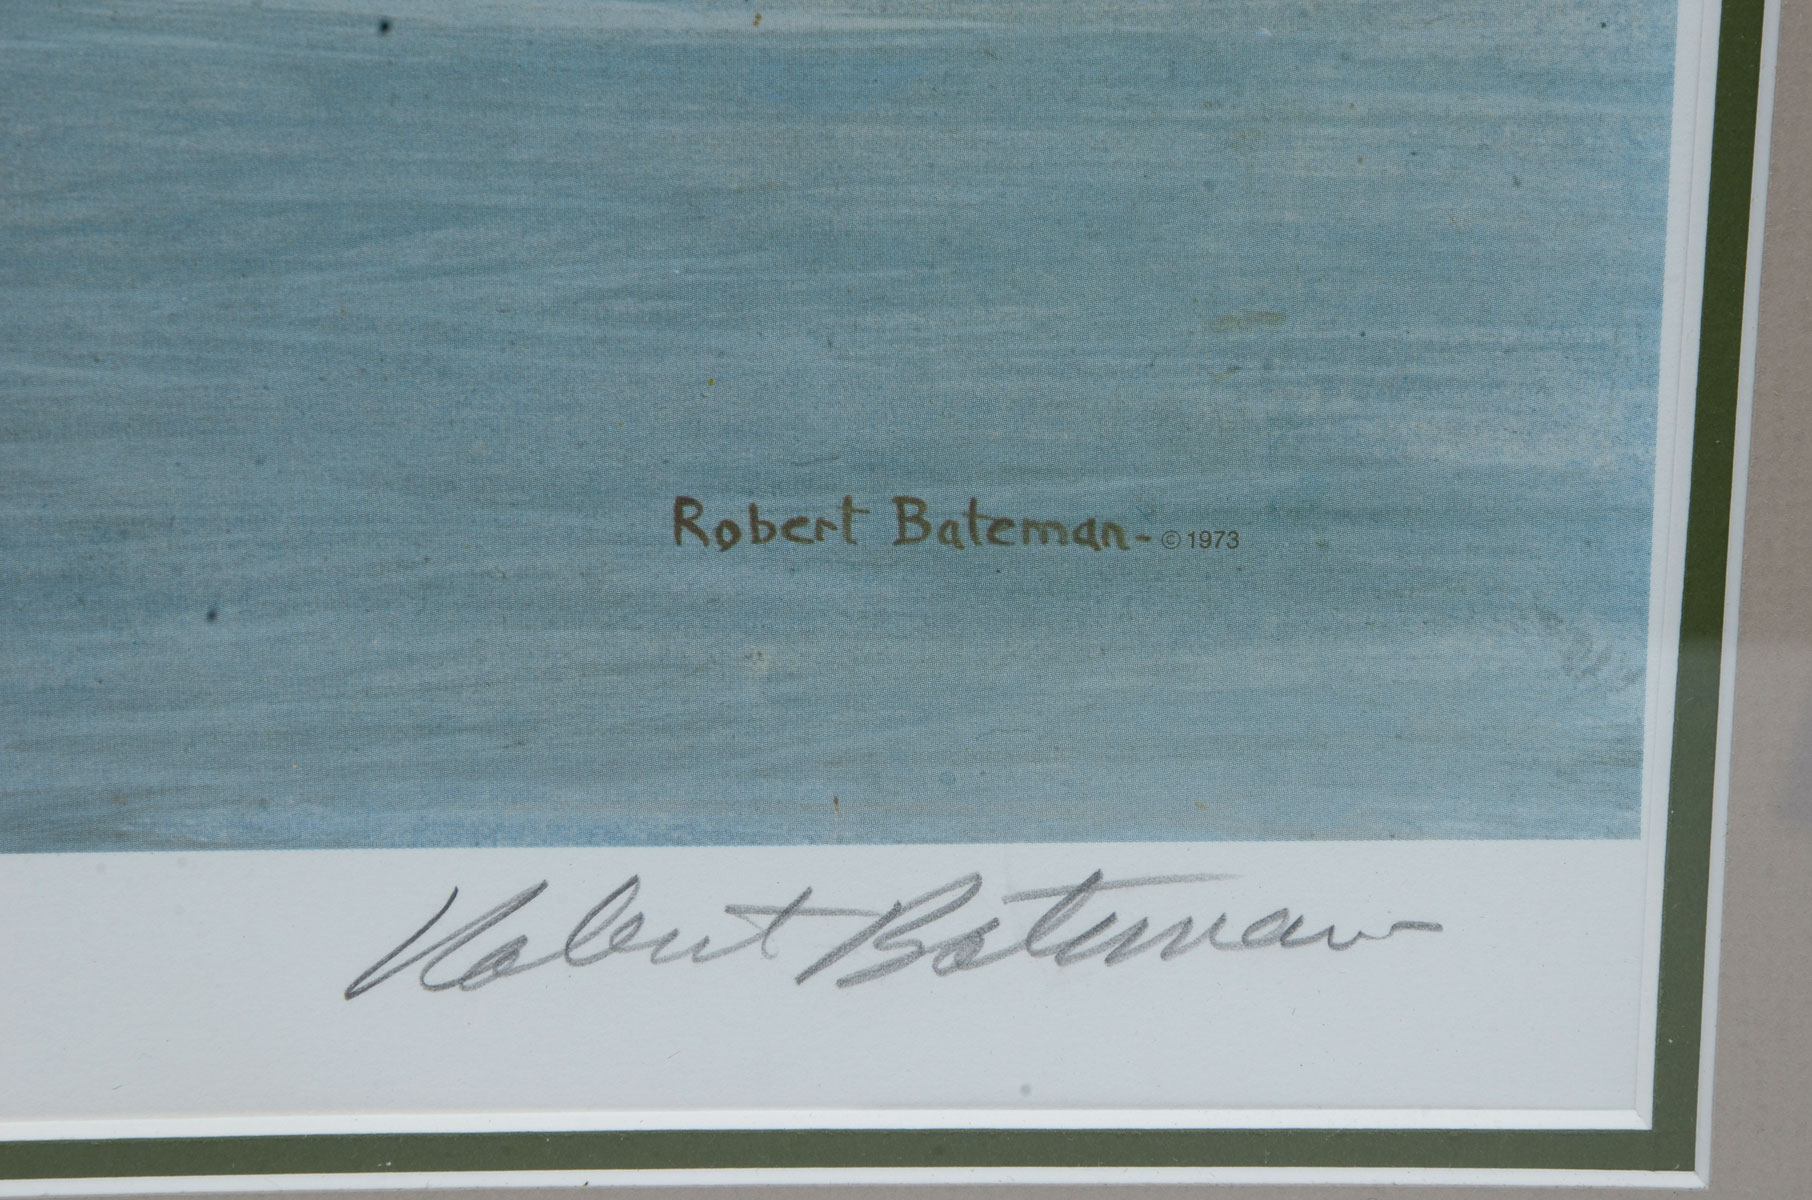 Robert Bateman- © 1973
Robert Bateman